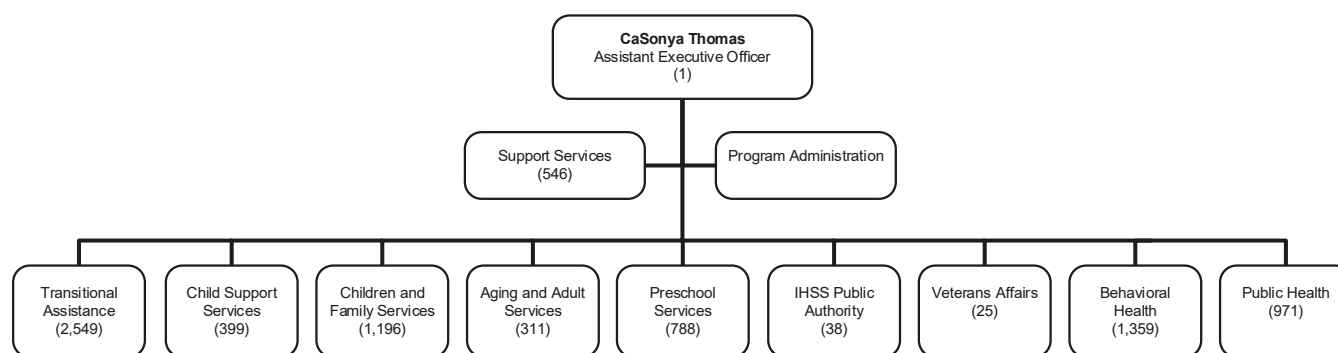 CaSonya Thomas
Assistant Executive Officer
(1)
Support Services
(546)
Program Administration
Transitional
Assistance
(2,549)
Child Support
Services
(399)
Children and
Family Services
(1,196)
Aging and Adult
Services
(311)
Preschool
Services
(788)
IHSS Public
Authority
(38)
Veterans Affairs
(25)
Behavioral
Health
(1,359)
Public Health
(971)